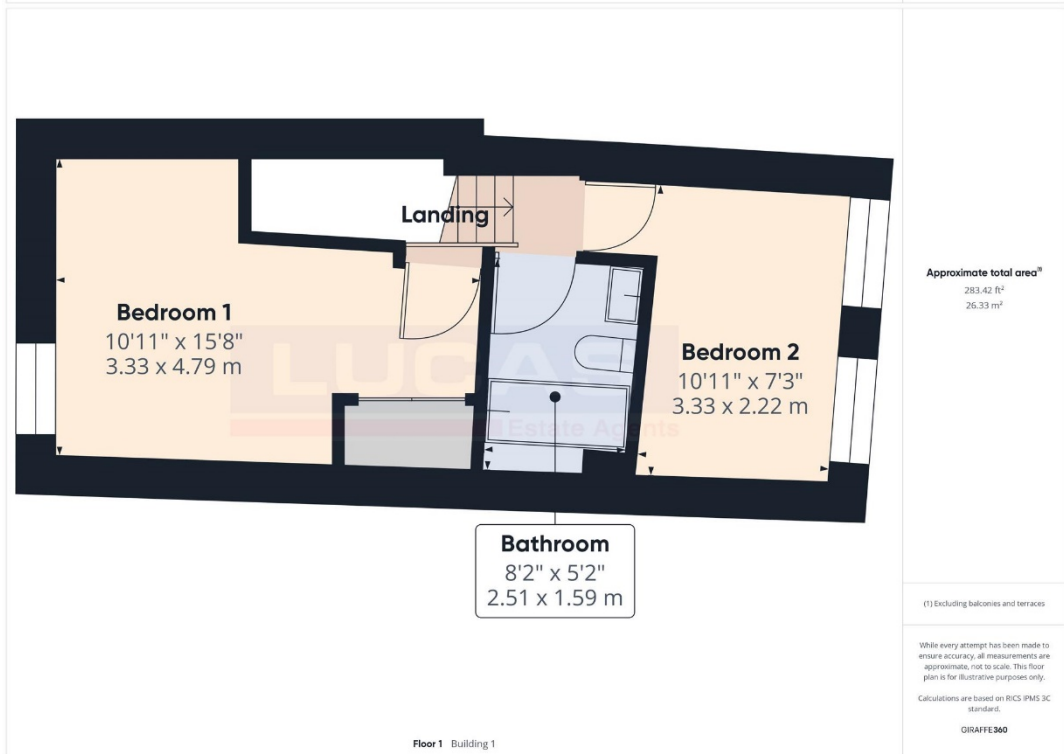 Landing
Bedroom 1
10'11" x 15'8"
3.33 x 4.79 m
Bedroom 2
10'11" x 7'3"
3.33 x 2.22 m
LUCAS
Estate Agents
Bathroom
8'2" x 5'2"
2.51 x 1.59 m
Floor 1 Building 1
Approximate total area⁽¹⁾
283.42 ft²
26.33 m²
(1) Excluding balconies and terraces
While every attempt has been made to
ensure accuracy, all measurements are
approximate, not to scale. This floor
plan is for illustrative purposes only.
Calculations are based on RICS IPMS 3C
standard.
GIRAFFE360